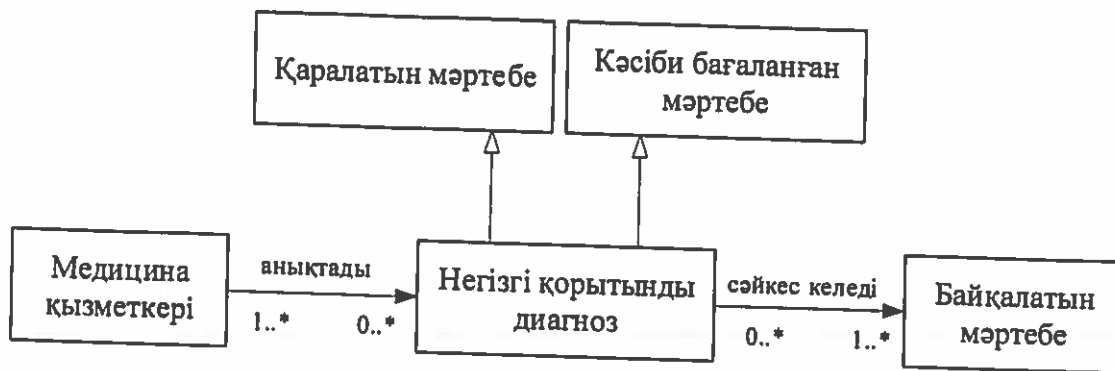 Қаралатын мәртебе
Кәсіби бағаланған
мәртебе
Медицина
қызметкері
анықтады
1..*
0..*
Негізгі қорытынды
диагноз
сәйкес келеді
0..*
1..*
Байқалатын
мәртебе